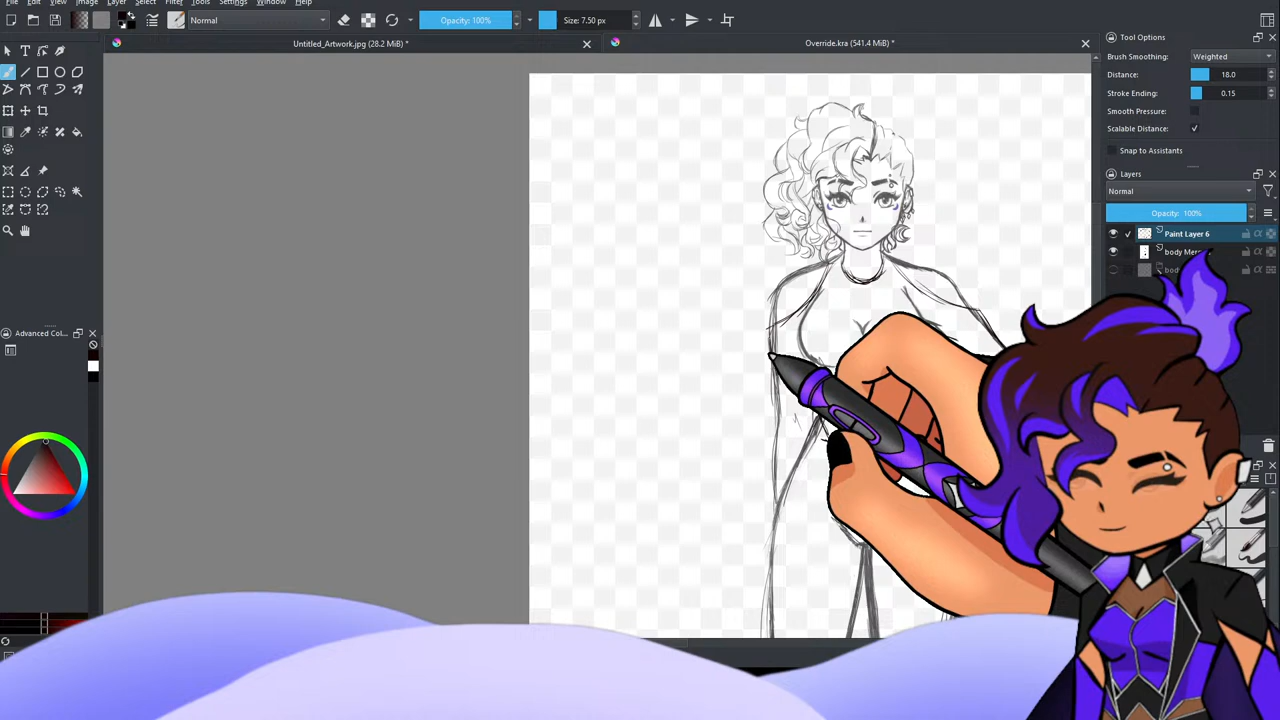 File Edit View Image Layer Select Filter Tools Settings Window Help
Normal
Opacity: 100%
Size: 7.50 px
Untitled_Artwork.jpg (28.2 MiB) *
Override.kra (541.4 MiB) *
Tool Options
Brush Smoothing: Weighted
Distance: 18.0
Stroke Ending: 0.15
Smooth Pressure:
Scalable Distance:
Snap to Assistants
Layers
Normal
Opacity: 100%
Paint Layer 6
body
Advanced Col...